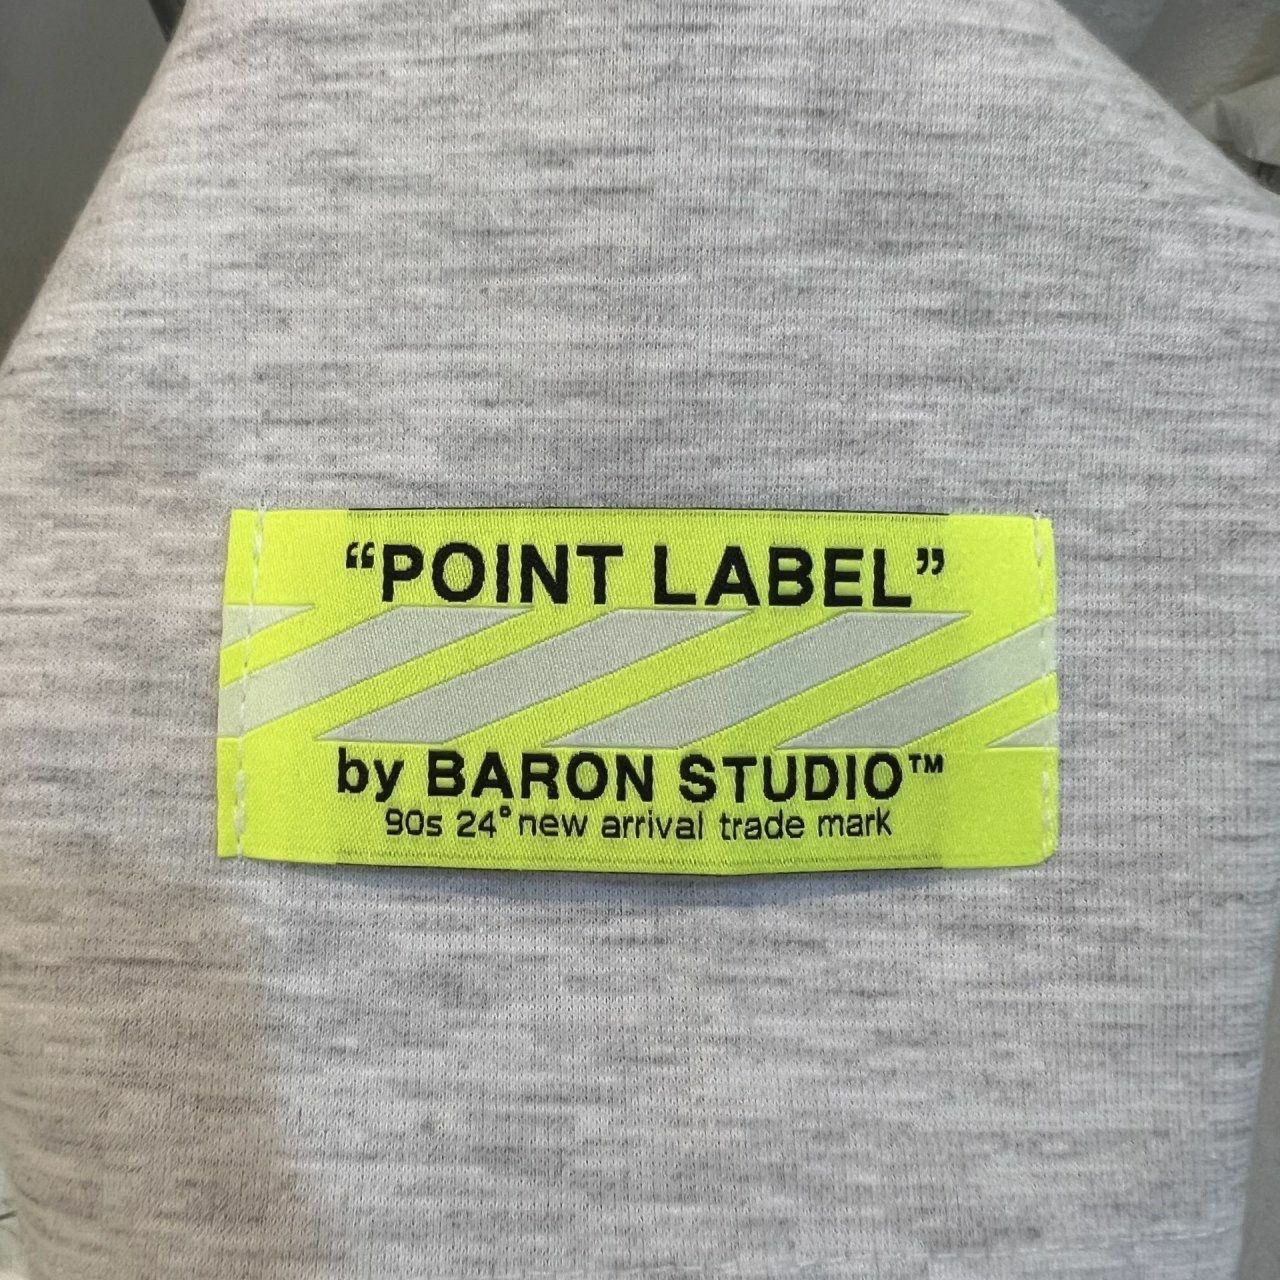 “POINT LABEL”
by BARON STUDIO™
90s 24° new arrival trade mark